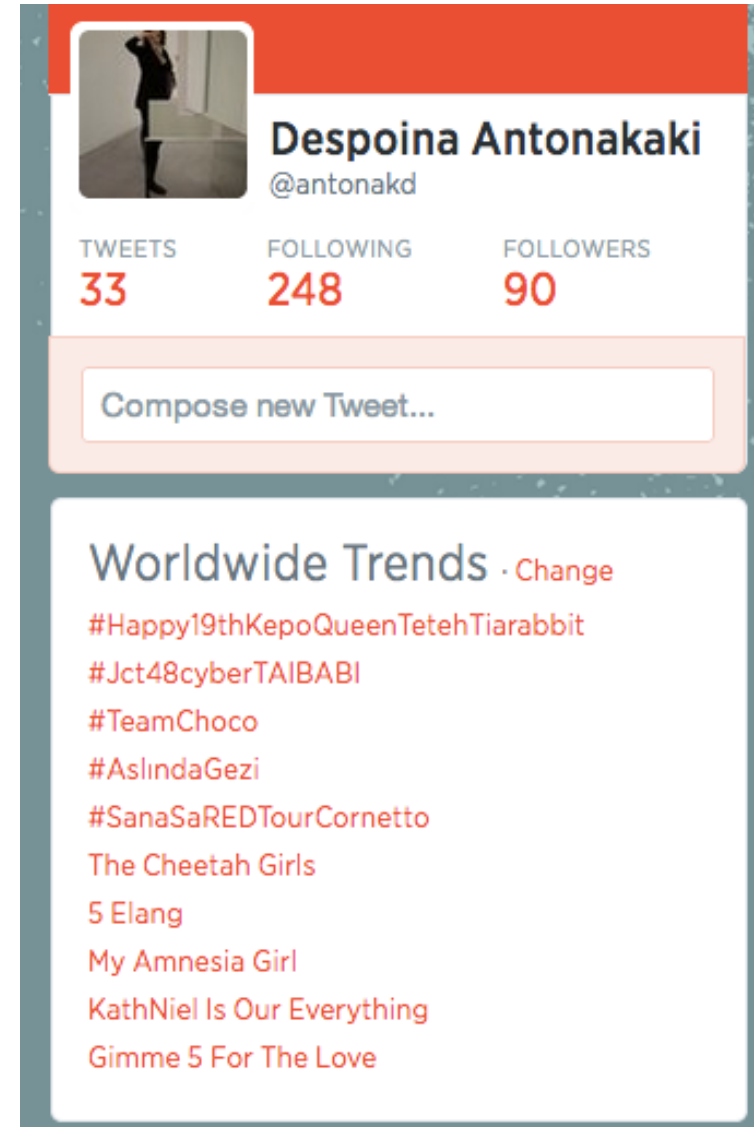 Despoina Antonakaki
@antonakd
TWEETS FOLLOWING FOLLOWERS
33 248 90
Compose new Tweet...
Worldwide Trends · Change
#Happy19thKepoQueenTetehTiarabbit
#Jct48cyberTAIBABI
#TeamChoco
#AslındaGezi
#SanaSaREDTourCornetto
The Cheetah Girls
5 Elang
My Amnesia Girl
KathNiel Is Our Everything
Gimme 5 For The Love